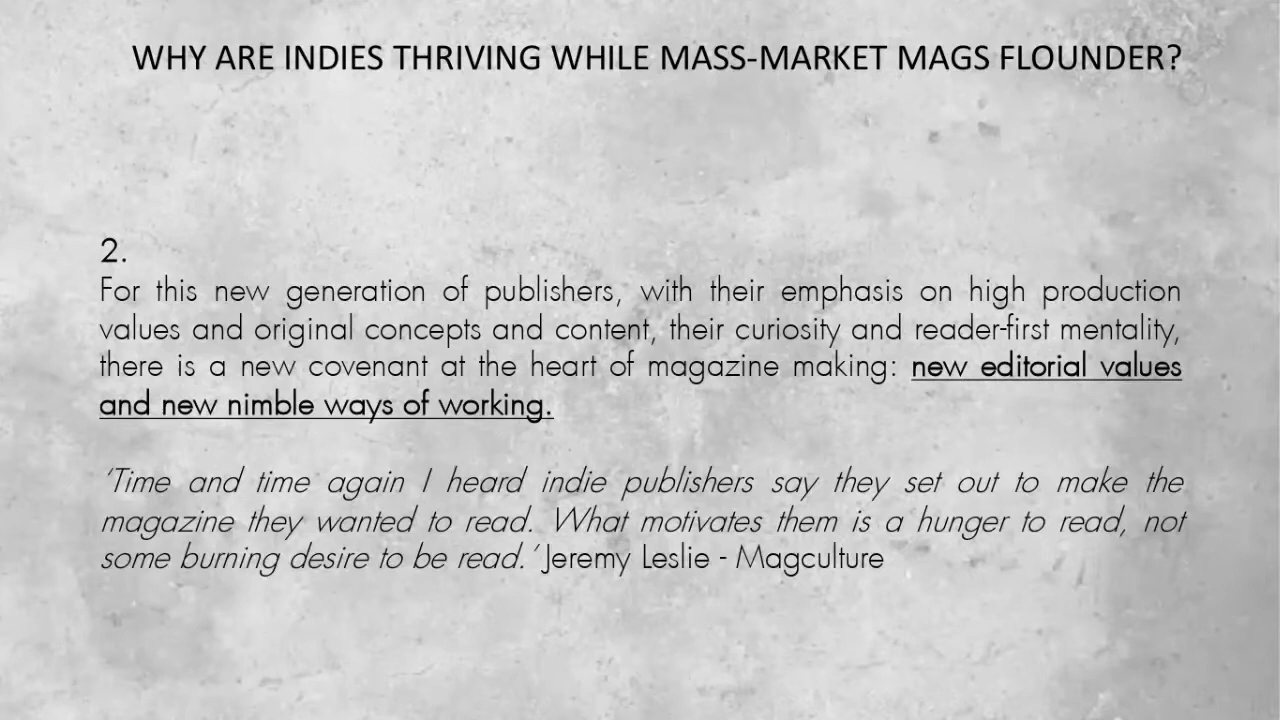 WHY ARE INDIES THRIVING WHILE MASS-MARKET MAGS FLOUNDER?
2.
For this new generation of publishers, with their emphasis on high production
values and original concepts and content, their curiosity and reader-first mentality,
there is a new covenant at the heart of magazine making: new editorial values
and new nimble ways of working.
‘Time and time again I heard indie publishers say they set out to make the
magazine they wanted to read. What motivates them is a hunger to read, not
some burning desire to be read.’ Jeremy Leslie - Magculture